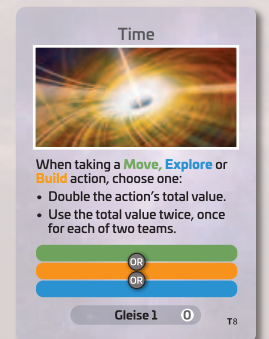 Time
When taking a Move, Explore or
Build action, choose one:
• Double the action's total value.
• Use the total value twice, once
for each of two teams.
OR
OR
Gleise 1 0
T8